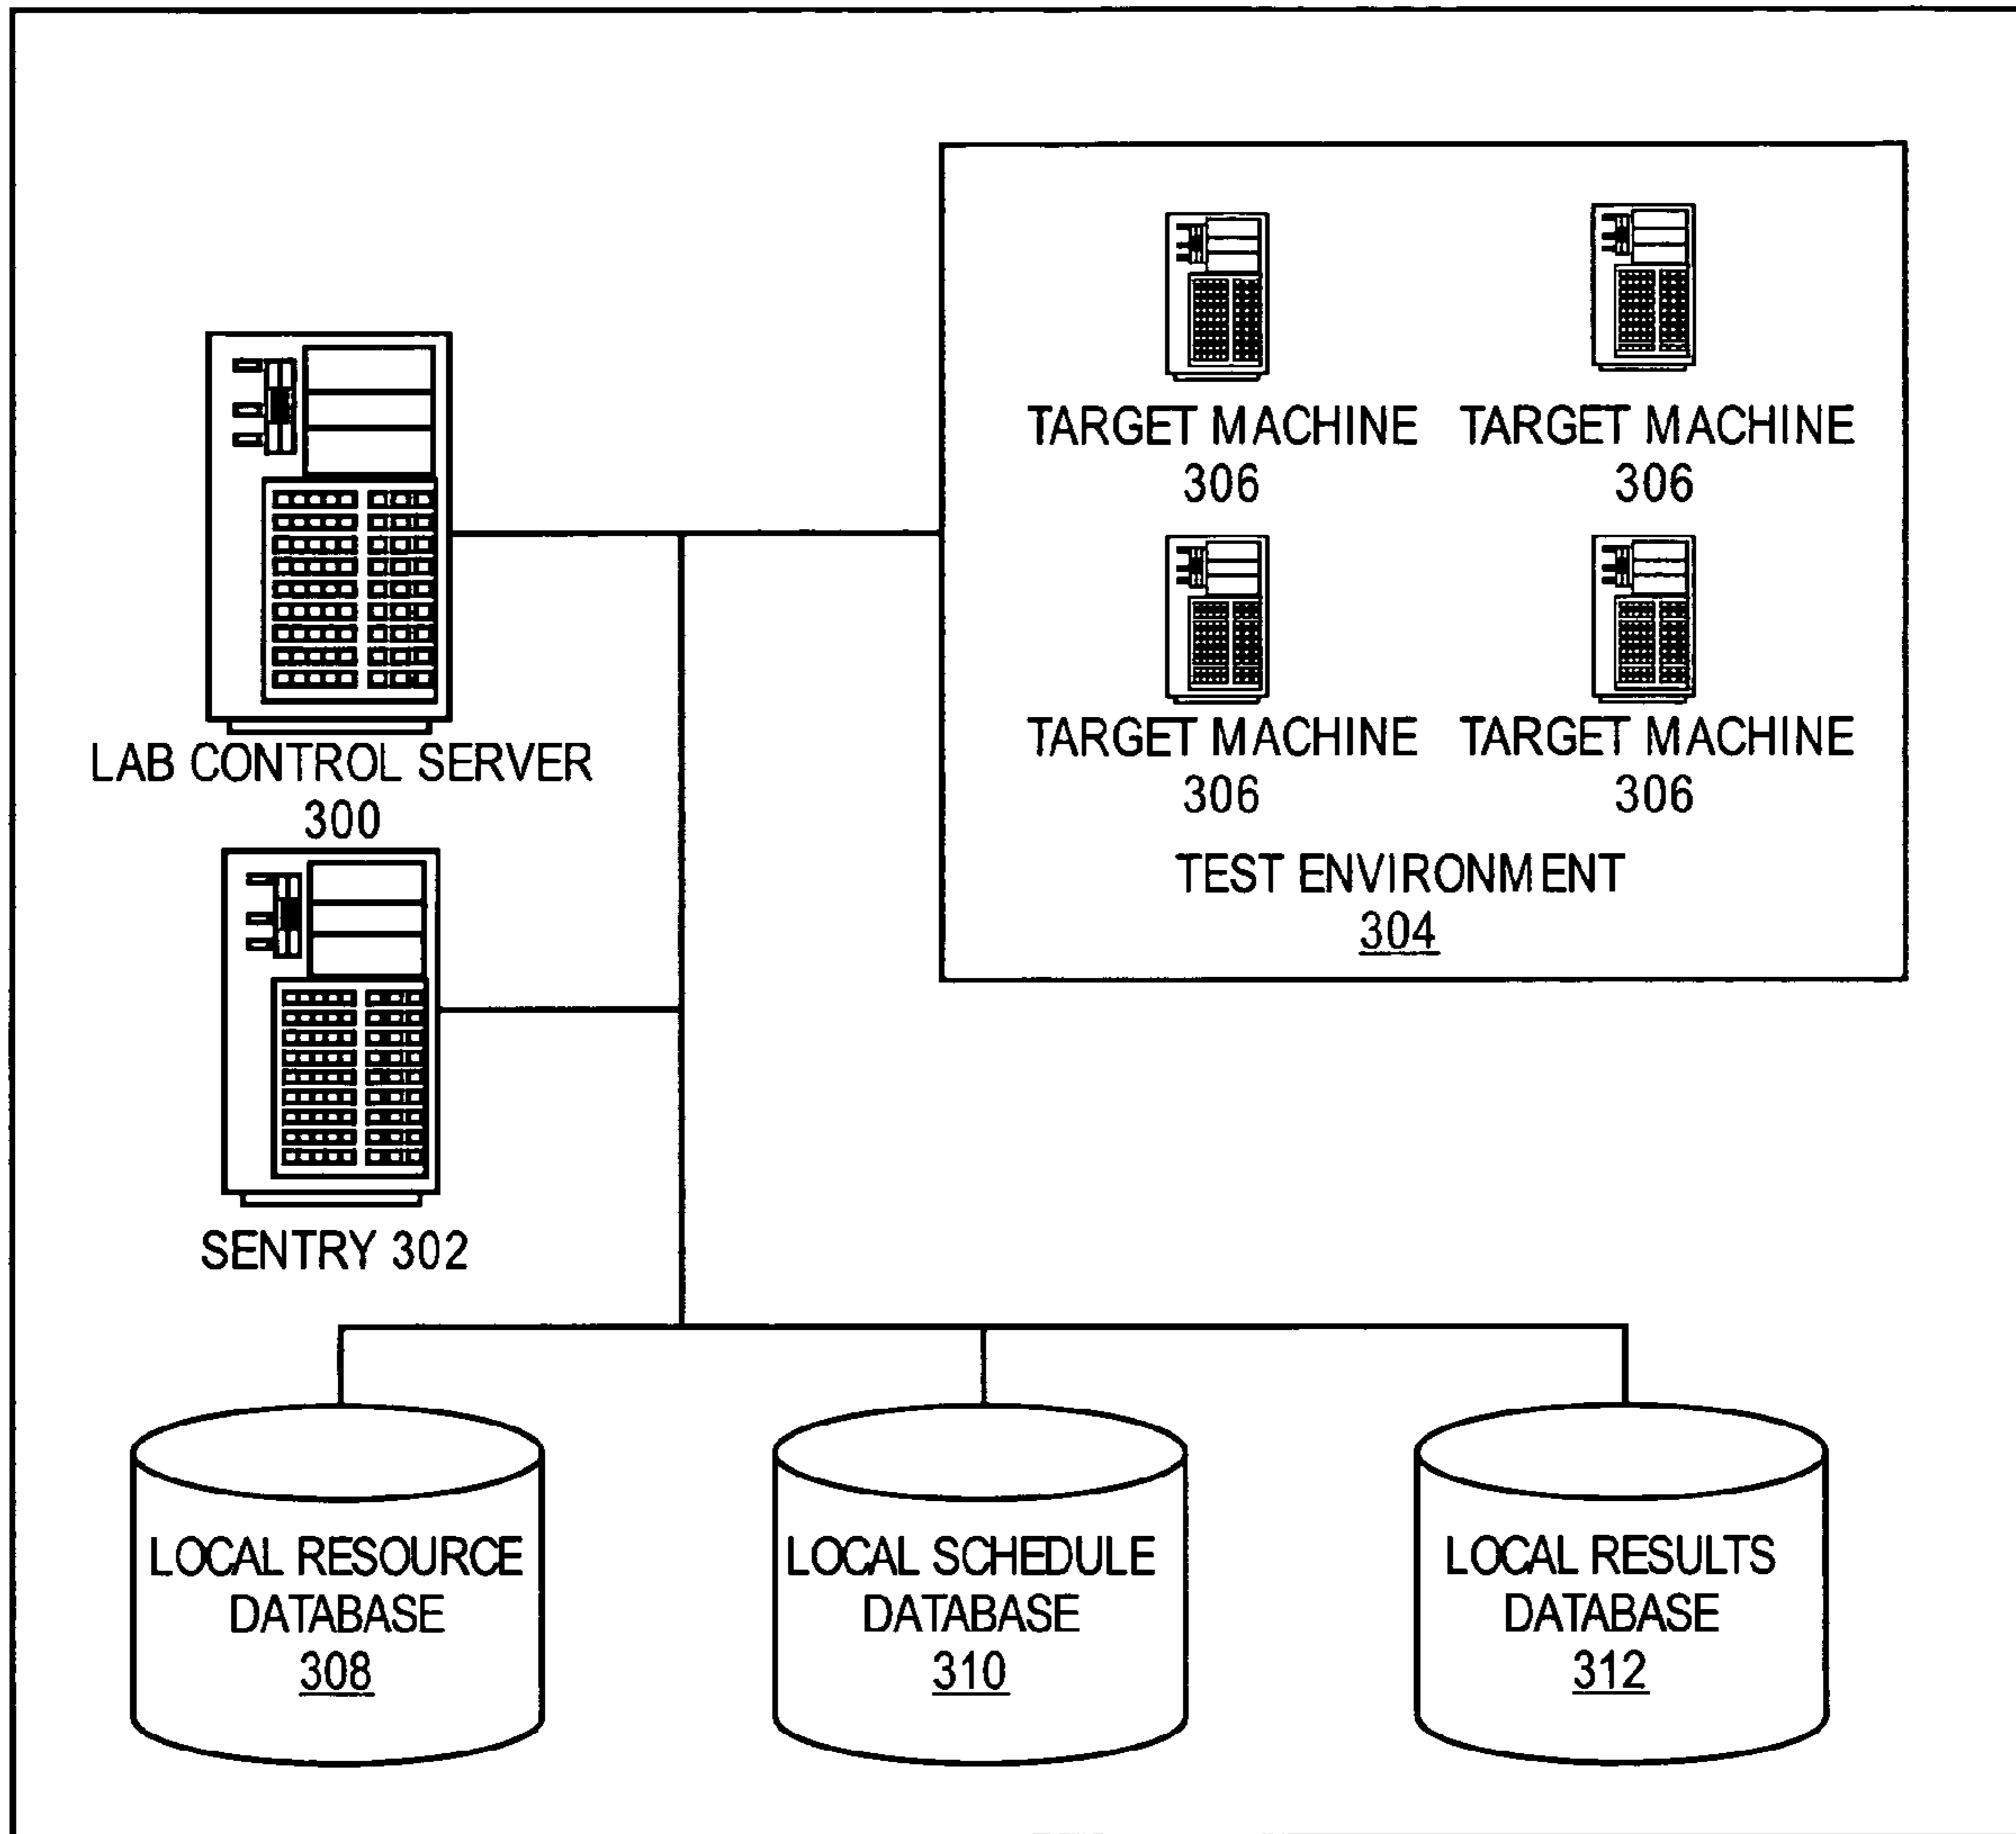 TARGET MACHINE
306
TARGET MACHINE
306
TARGET MACHINE
306
TARGET MACHINE
306
TEST ENVIRONMENT
304
LAB CONTROL SERVER
300
SENTRY 302
LOCAL RESOURCE
DATABASE
308
LOCAL SCHEDULE
DATABASE
310
LOCAL RESULTS
DATABASE
312